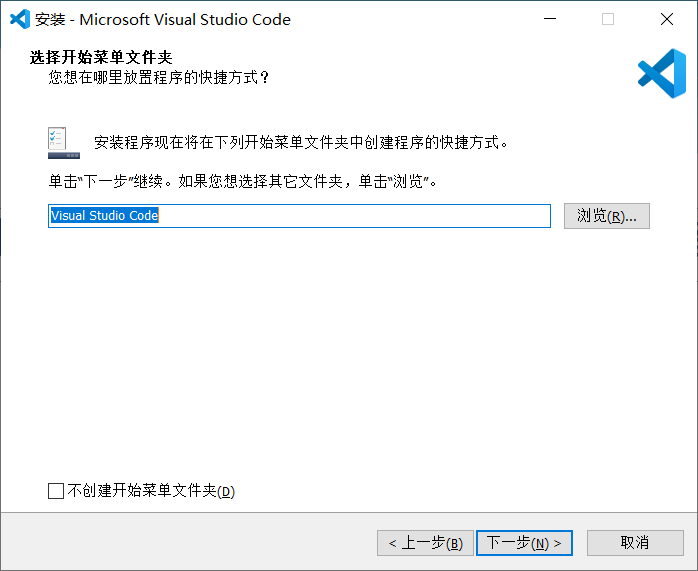 安装 - Microsoft Visual Studio Code
选择开始菜单文件夹
您想在哪里放置程序的快捷方式？
安装程序现在将在下列开始菜单文件夹中创建程序的快捷方式。
单击“下一步”继续。如果您想选择其它文件夹，单击“浏览”。
Visual Studio Code
浏览(R)...
不创建开始菜单文件夹(D)
< 上一步(B)
下一步(N) >
取消